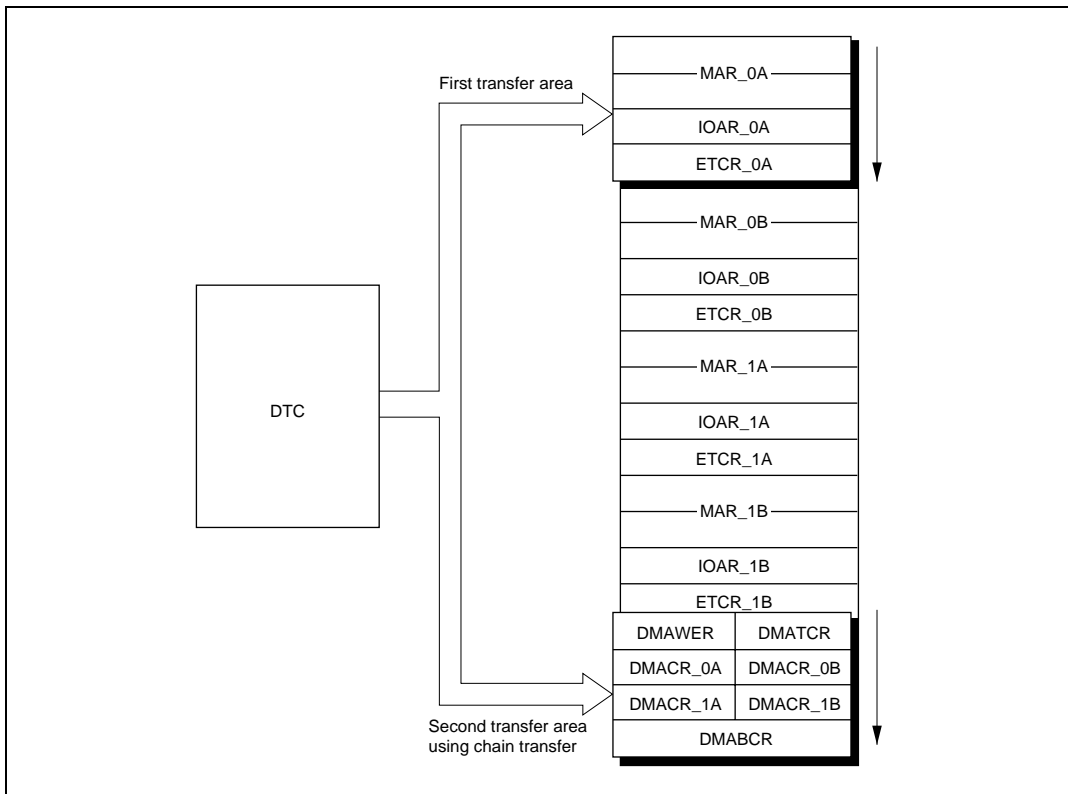 First transfer area
MAR_0A
IOAR_0A
ETCR_0A
MAR_0B
IOAR_0B
ETCR_0B
MAR_1A
IOAR_1A
ETCR_1A
MAR_1B
IOAR_1B
ETCR_1B
DTC
DMAWER DMATCR
DMACR_0A DMACR_0B
DMACR_1A DMACR_1B
DMABCR
Second transfer area
using chain transfer